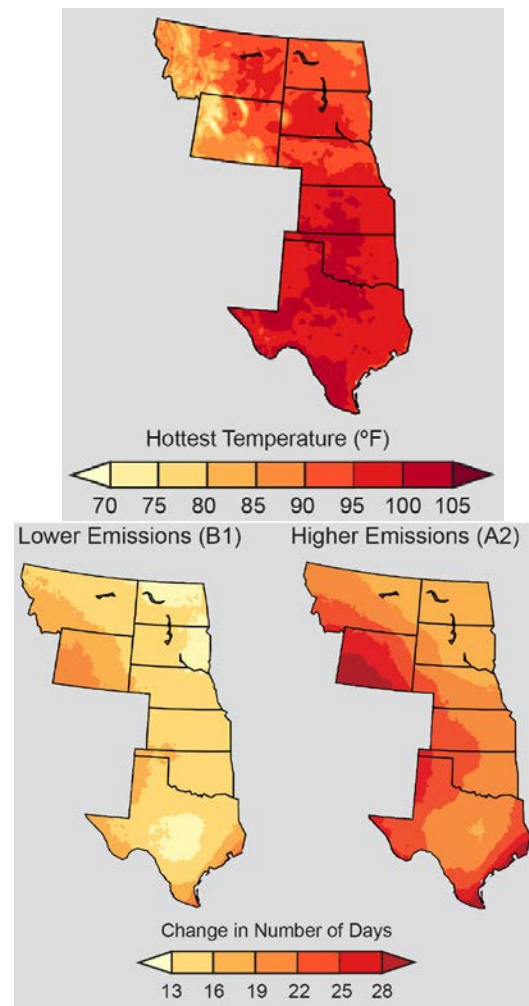 Hottest Temperature (ºF)
70 75 80 85 90 95 100 105
Lower Emissions (B1) Higher Emissions (A2)
Change in Number of Days
13 16 19 22 25 28